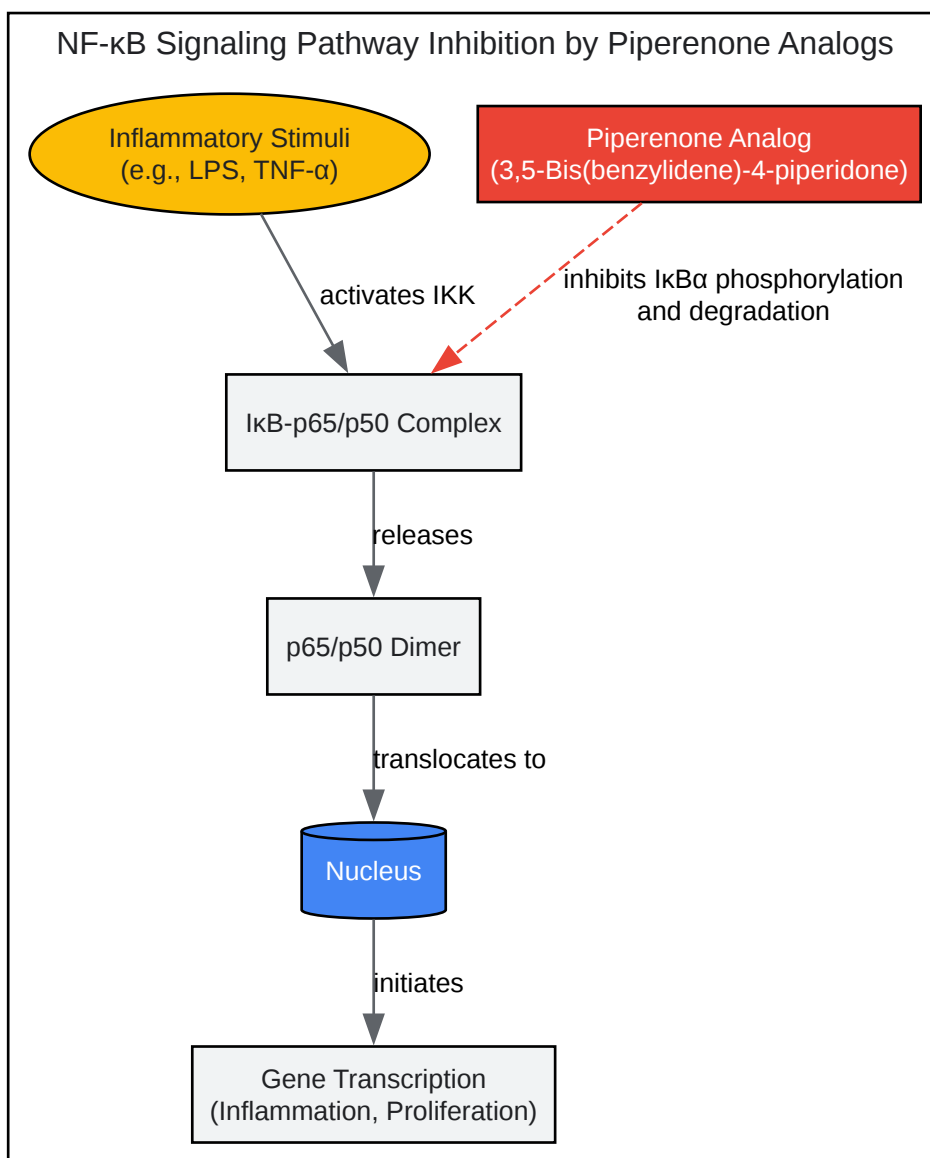 NF-κB Signaling Pathway Inhibition by Piperenone Analogs
Inflammatory Stimuli
(e.g., LPS, TNF-α)
Piperenone Analog
(3,5-Bis(benzylidene)-4-piperidone)
activates IKK
inhibits IκBα phosphorylation
and degradation
IκB-p65/p50 Complex
releases
p65/p50 Dimer
translocates to
Nucleus
initiates
Gene Transcription
(Inflammation, Proliferation)